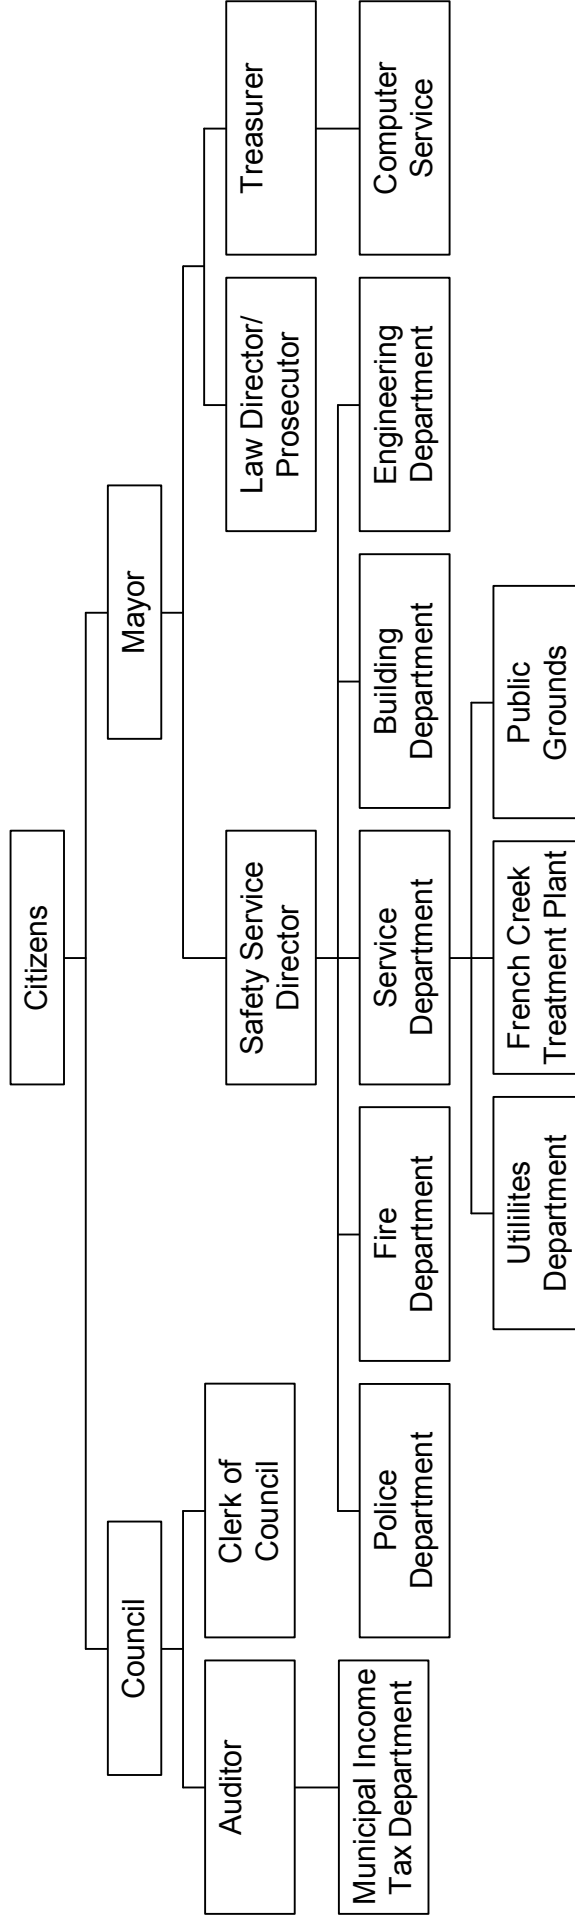 Citizens
Council
Mayor
Auditor
Clerk of
Council
Safety Service
Director
Law Director/
Prosecutor
Treasurer
Municipal Income
Tax Department
Police
Department
Fire
Department
Service
Department
Building
Department
Engineering
Department
Computer
Service
Utililites
Department
French Creek
Treatment Plant
Public
Grounds